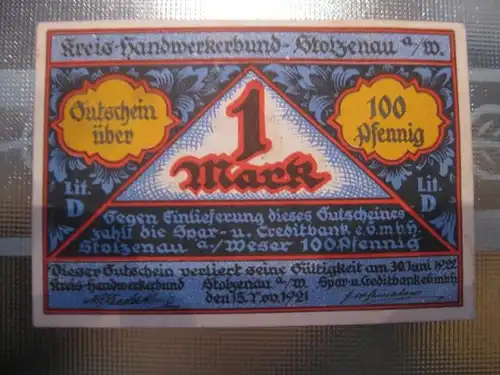 Kreis-Handwerkerbund-Stolzenau a/W.
Gutschein über
1 Mark
100 Pfennig
Lit. D
Lit. D
Gegen Einlieferung dieses Gutscheines
zahlt die Spar- u. Creditbank e.G.m.b.H.
Stolzenau a./Weser 100 Pfennig
Dieser Gutschein verliert seine Gültigkeit am 30. Juni 1922
Kreis-Handwerkerbund Stolzenau a./W. Spar-u. Creditbank e.G.m.b.H.
den 15. Nov. 1921